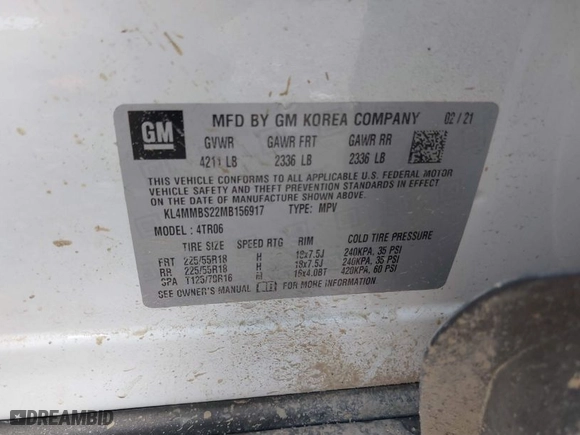 GM MFD BY GM KOREA COMPANY 02/21
GVWR GAWR FRT GAWR RR
4211 LB 2336 LB 2336 LB
THIS VEHICLE CONFORMS TO ALL APPLICABLE U.S. FEDERAL MOTOR
VEHICLE SAFETY AND THEFT PREVENTION STANDARDS IN EFFECT
ON THE DATE OF MANUFACTURE SHOWN ABOVE.
KL4MMBS22MB156917 TYPE: MPV
MODEL: 4TR06
TIRE SIZE SPEED RTG RIM COLD TIRE PRESSURE
FRT 225/55R18 H 18x7.5J 240KPA, 35 PSI
RR 225/55R18 H 18x7.5J 240KPA, 35 PSI
SPA T125/70R16 M 16x4.0BT 420KPA, 60 PSI
SEE OWNER'S MANUAL FOR MORE INFORMATION
DREAMBID